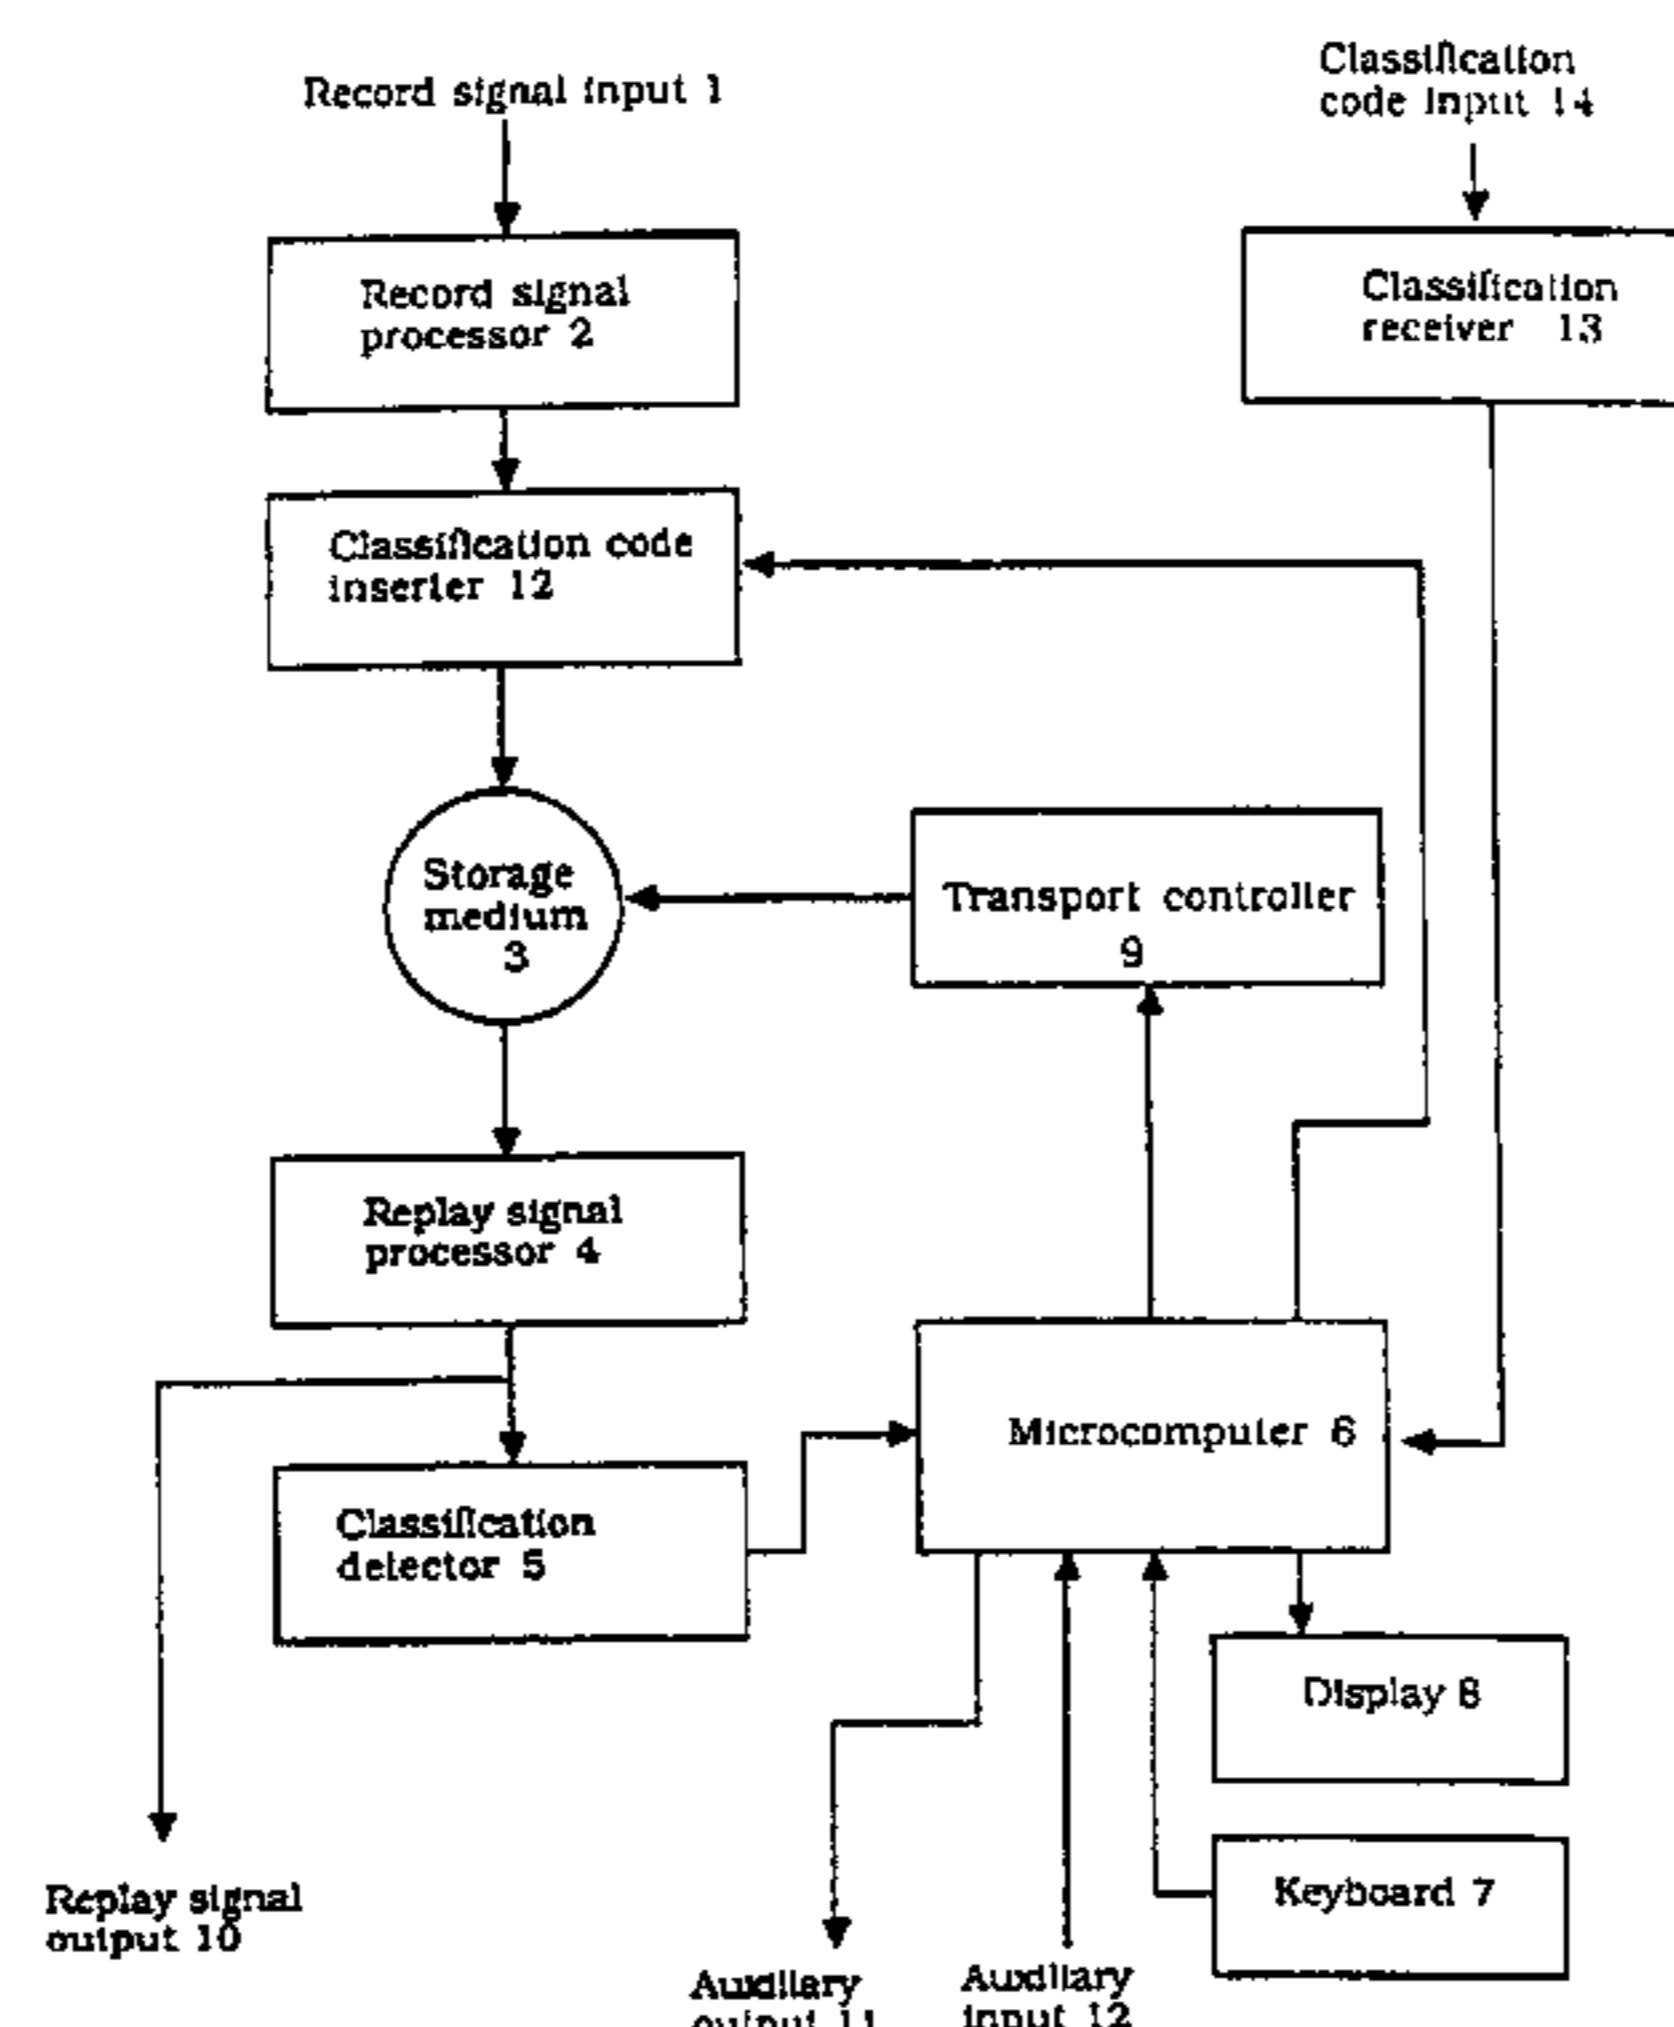 Record signal input 1
Classification
code input 14
Record signal
processor 2
Classification
receiver 13
Classification code
inserter 12
Storage
medium
3
Transport controller
9
Replay signal
processor 4
Microcomputer 6
Classification
detector 5
Display 8
Keyboard 7
Replay signal
output 10
Auxiliary
output 11
Auxiliary
input 12